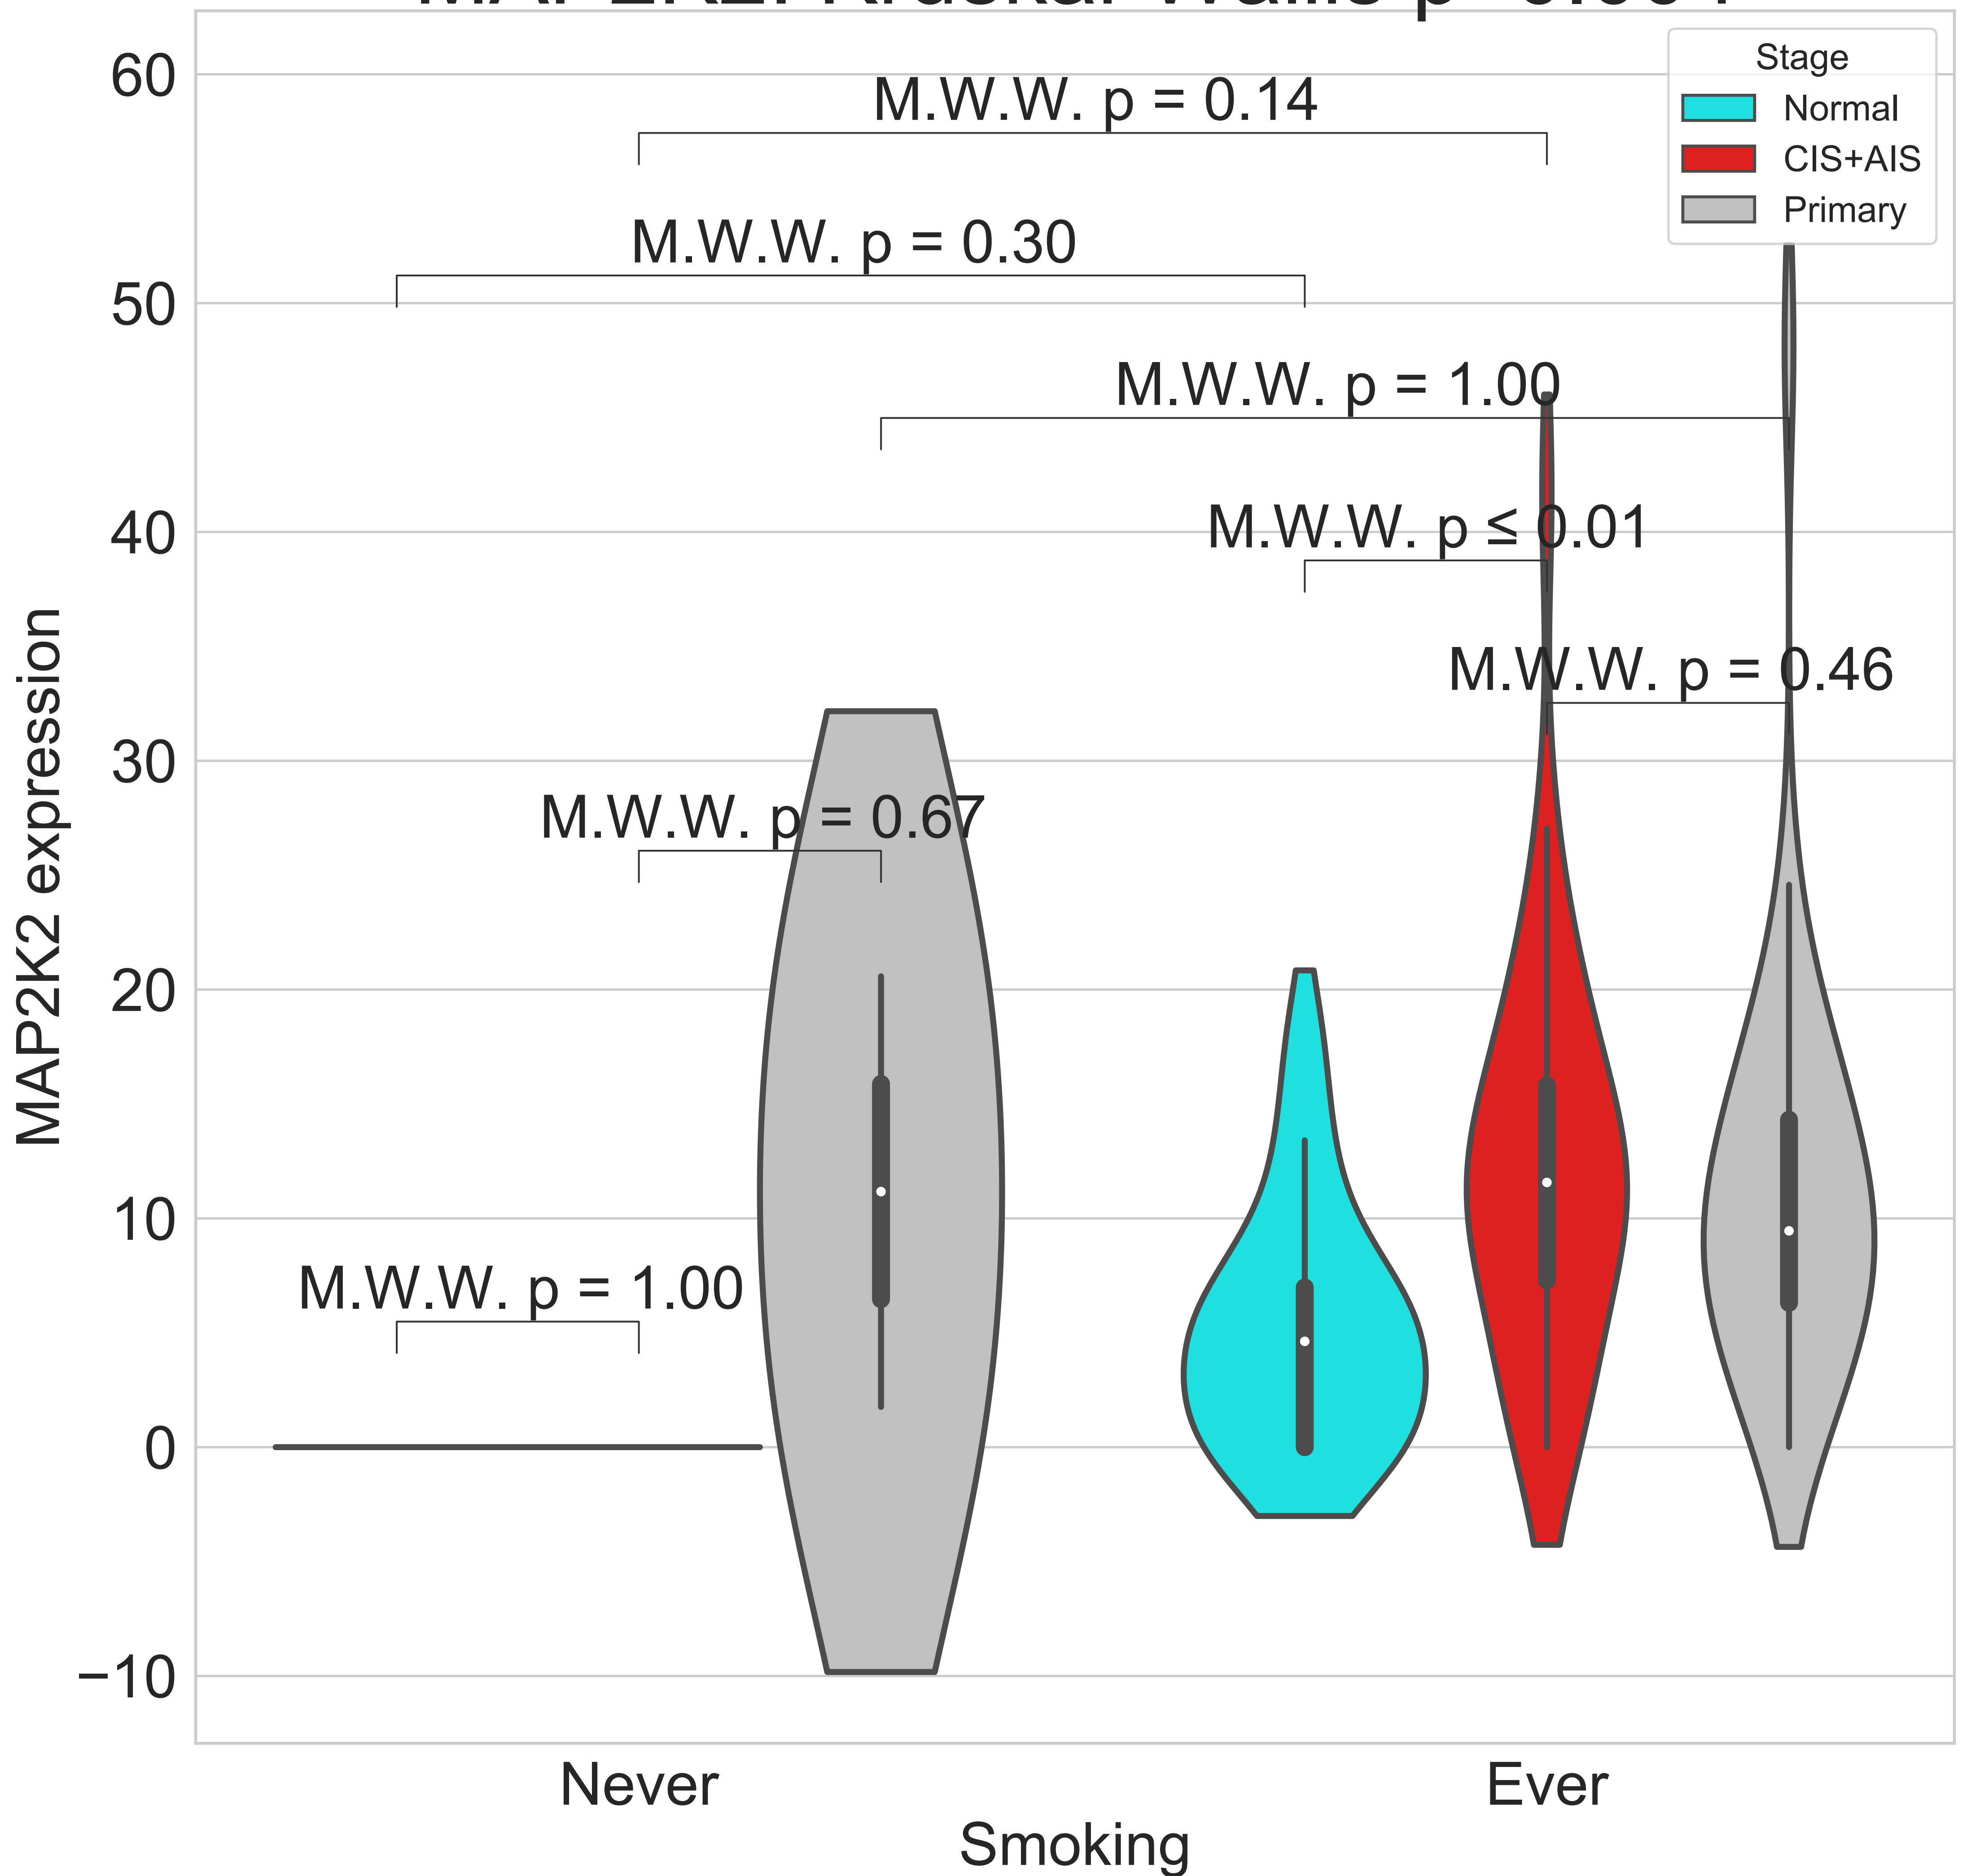 Stage
Normal
CIS+AIS
Primary
60
50
40
30
20
10
0
−10
MAP2K2 expression
M.W.W. p = 0.14
M.W.W. p = 0.30
M.W.W. p = 1.00
M.W.W. p ≤ 0.01
M.W.W. p = 0.46
M.W.W. p = 0.67
M.W.W. p = 1.00
Never
Ever
Smoking